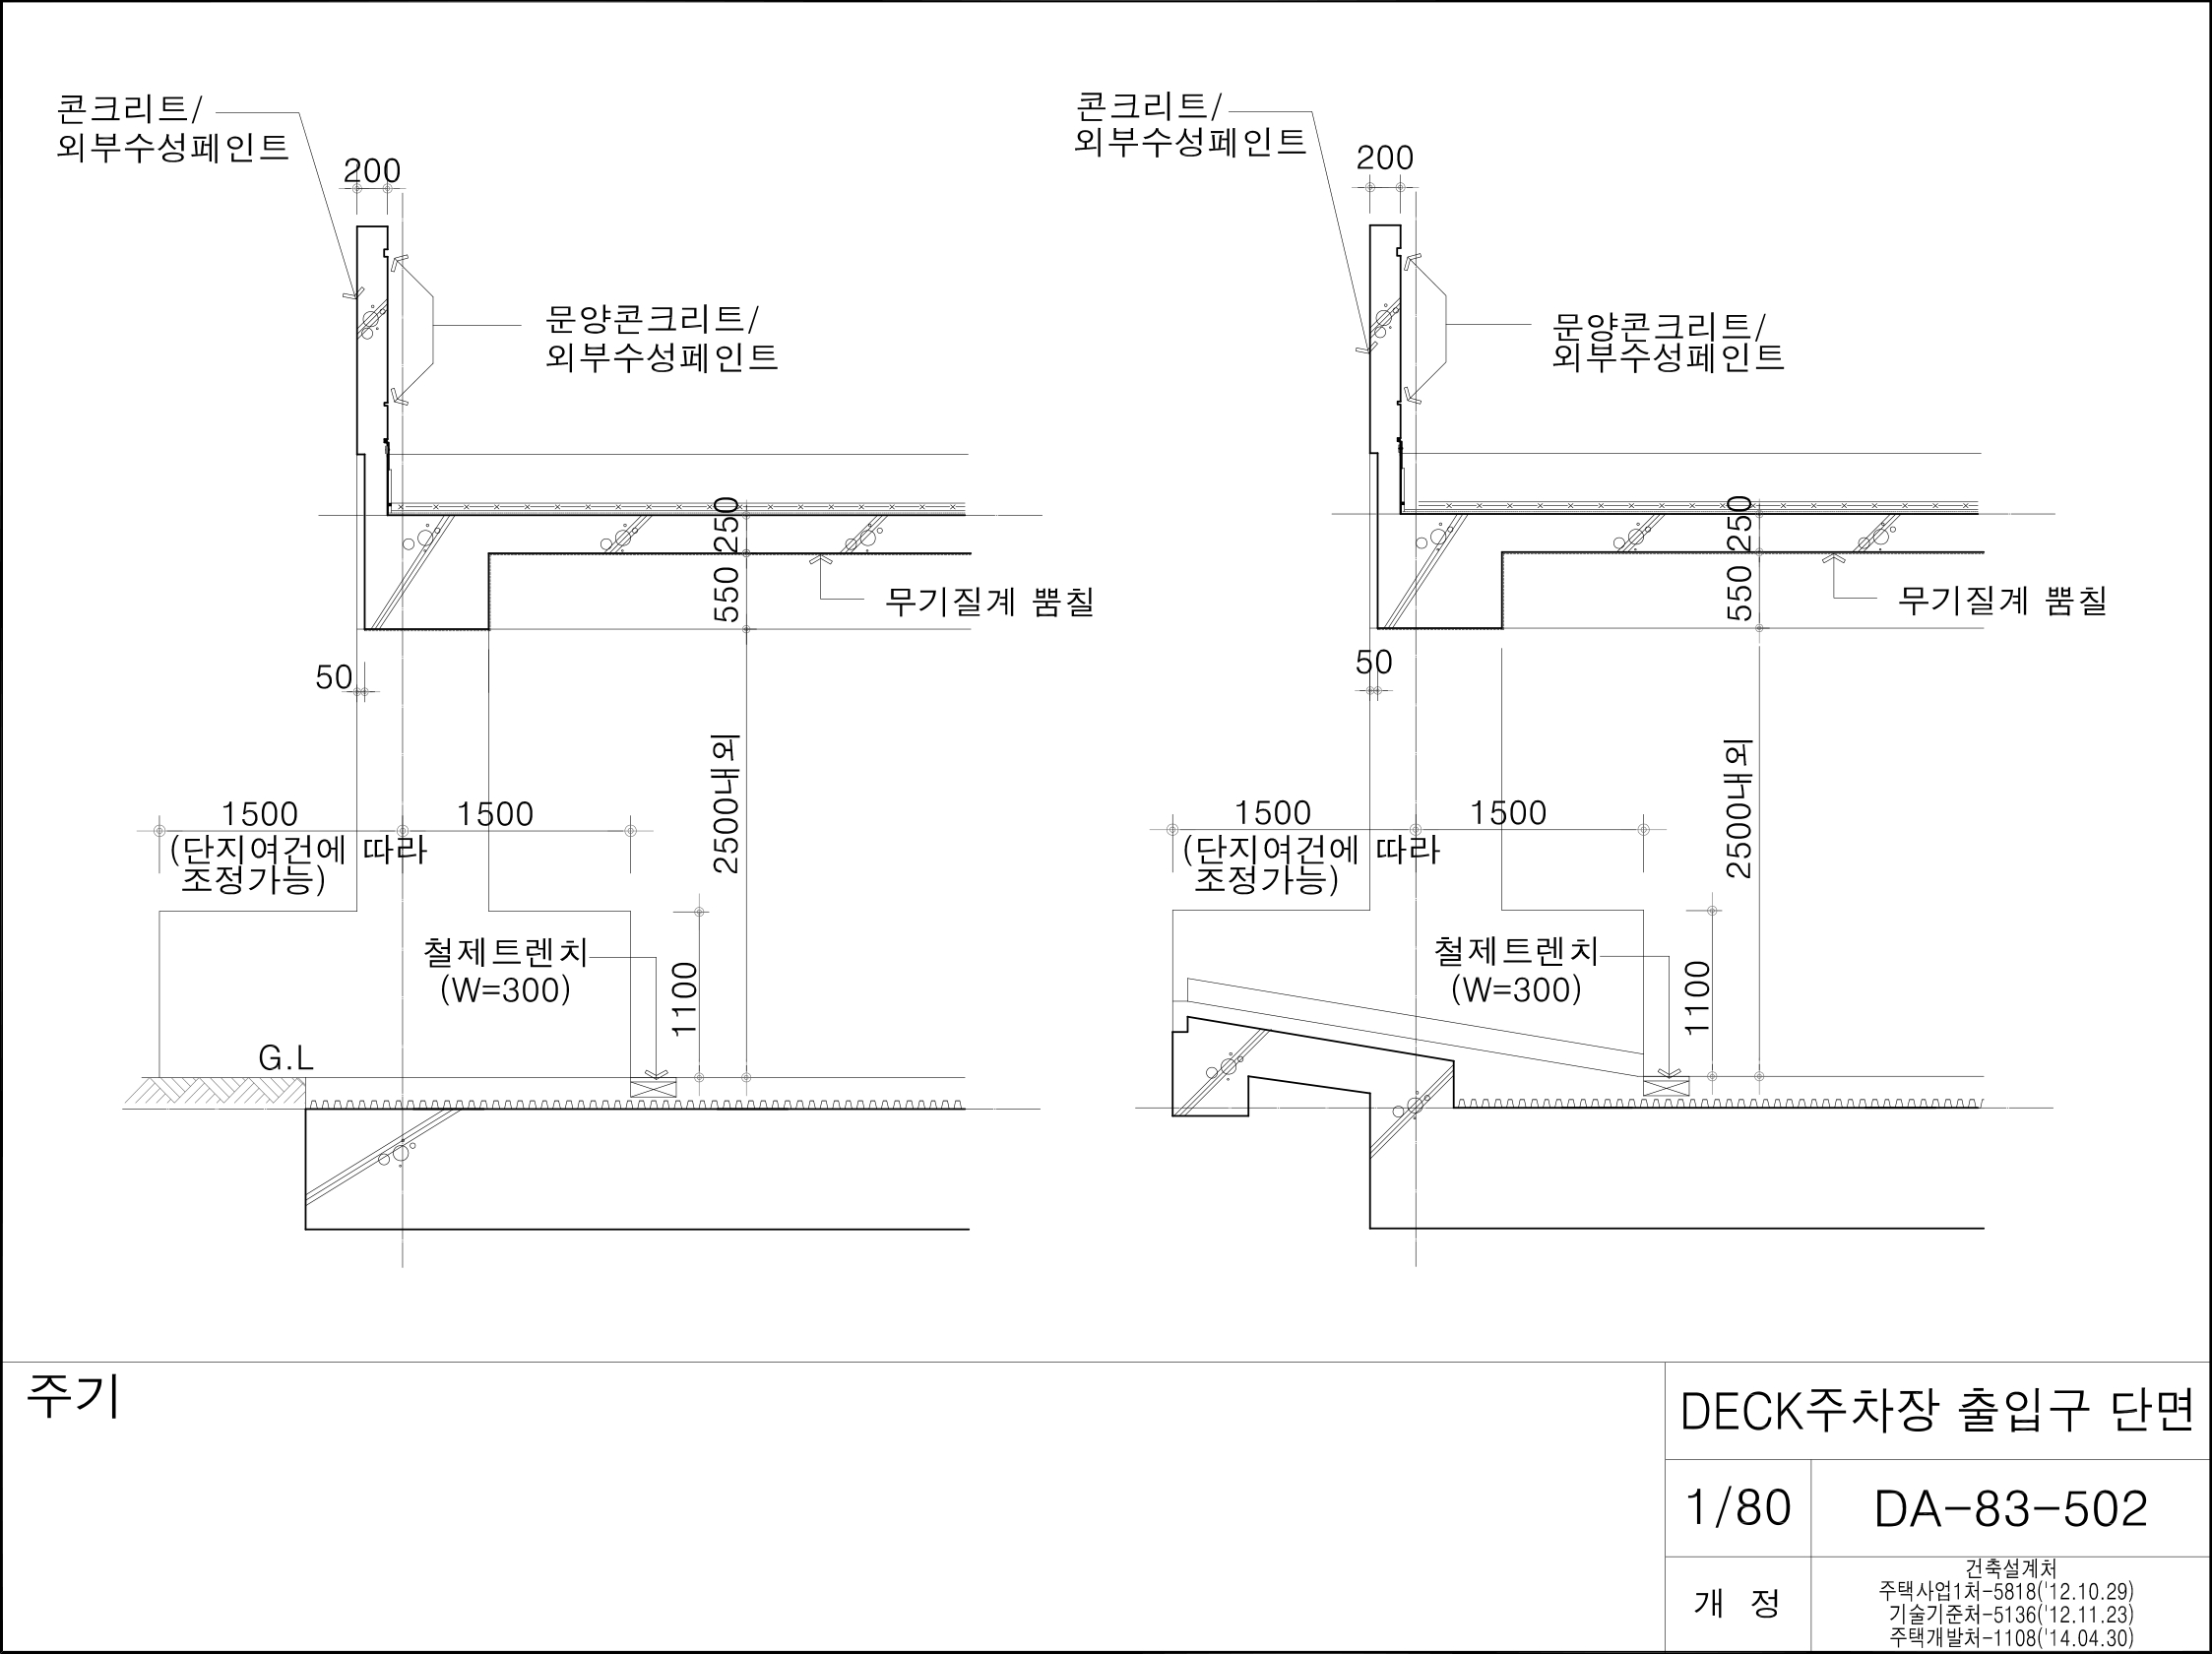 콘크리트/
외부수성페인트
200
문양콘크리트/
외부수성페인트
250
550
무기질계 뿜칠
50
2500내외
1500
1500
(단지여건에 따라
조정가능)
철제트렌치
(W=300)
1100
G.L
콘크리트/
외부수성페인트
200
문양콘크리트/
외부수성페인트
250
550
무기질계 뿜칠
50
2500내외
1500
1500
(단지여건에 따라
조정가능)
철제트렌치
(W=300)
1100
주기
DECK주차장 출입구 단면
1/80
DA-83-502
개 정
건축설계처
주택사업1처-5818('12.10.29)
기술기준처-5136('12.11.23)
주택개발처-1108('14.04.30)